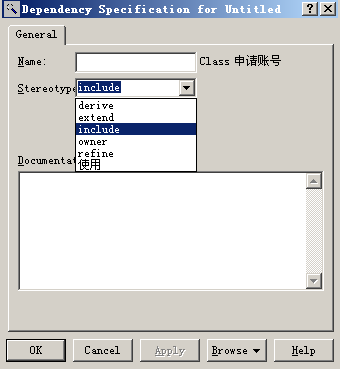 Dependency Specification for Untitled
General
Name: Class 申请账号
Stereotype include
derive
extend
include
owner
refine
使用
Documentat
OK Cancel Apply Browse Help